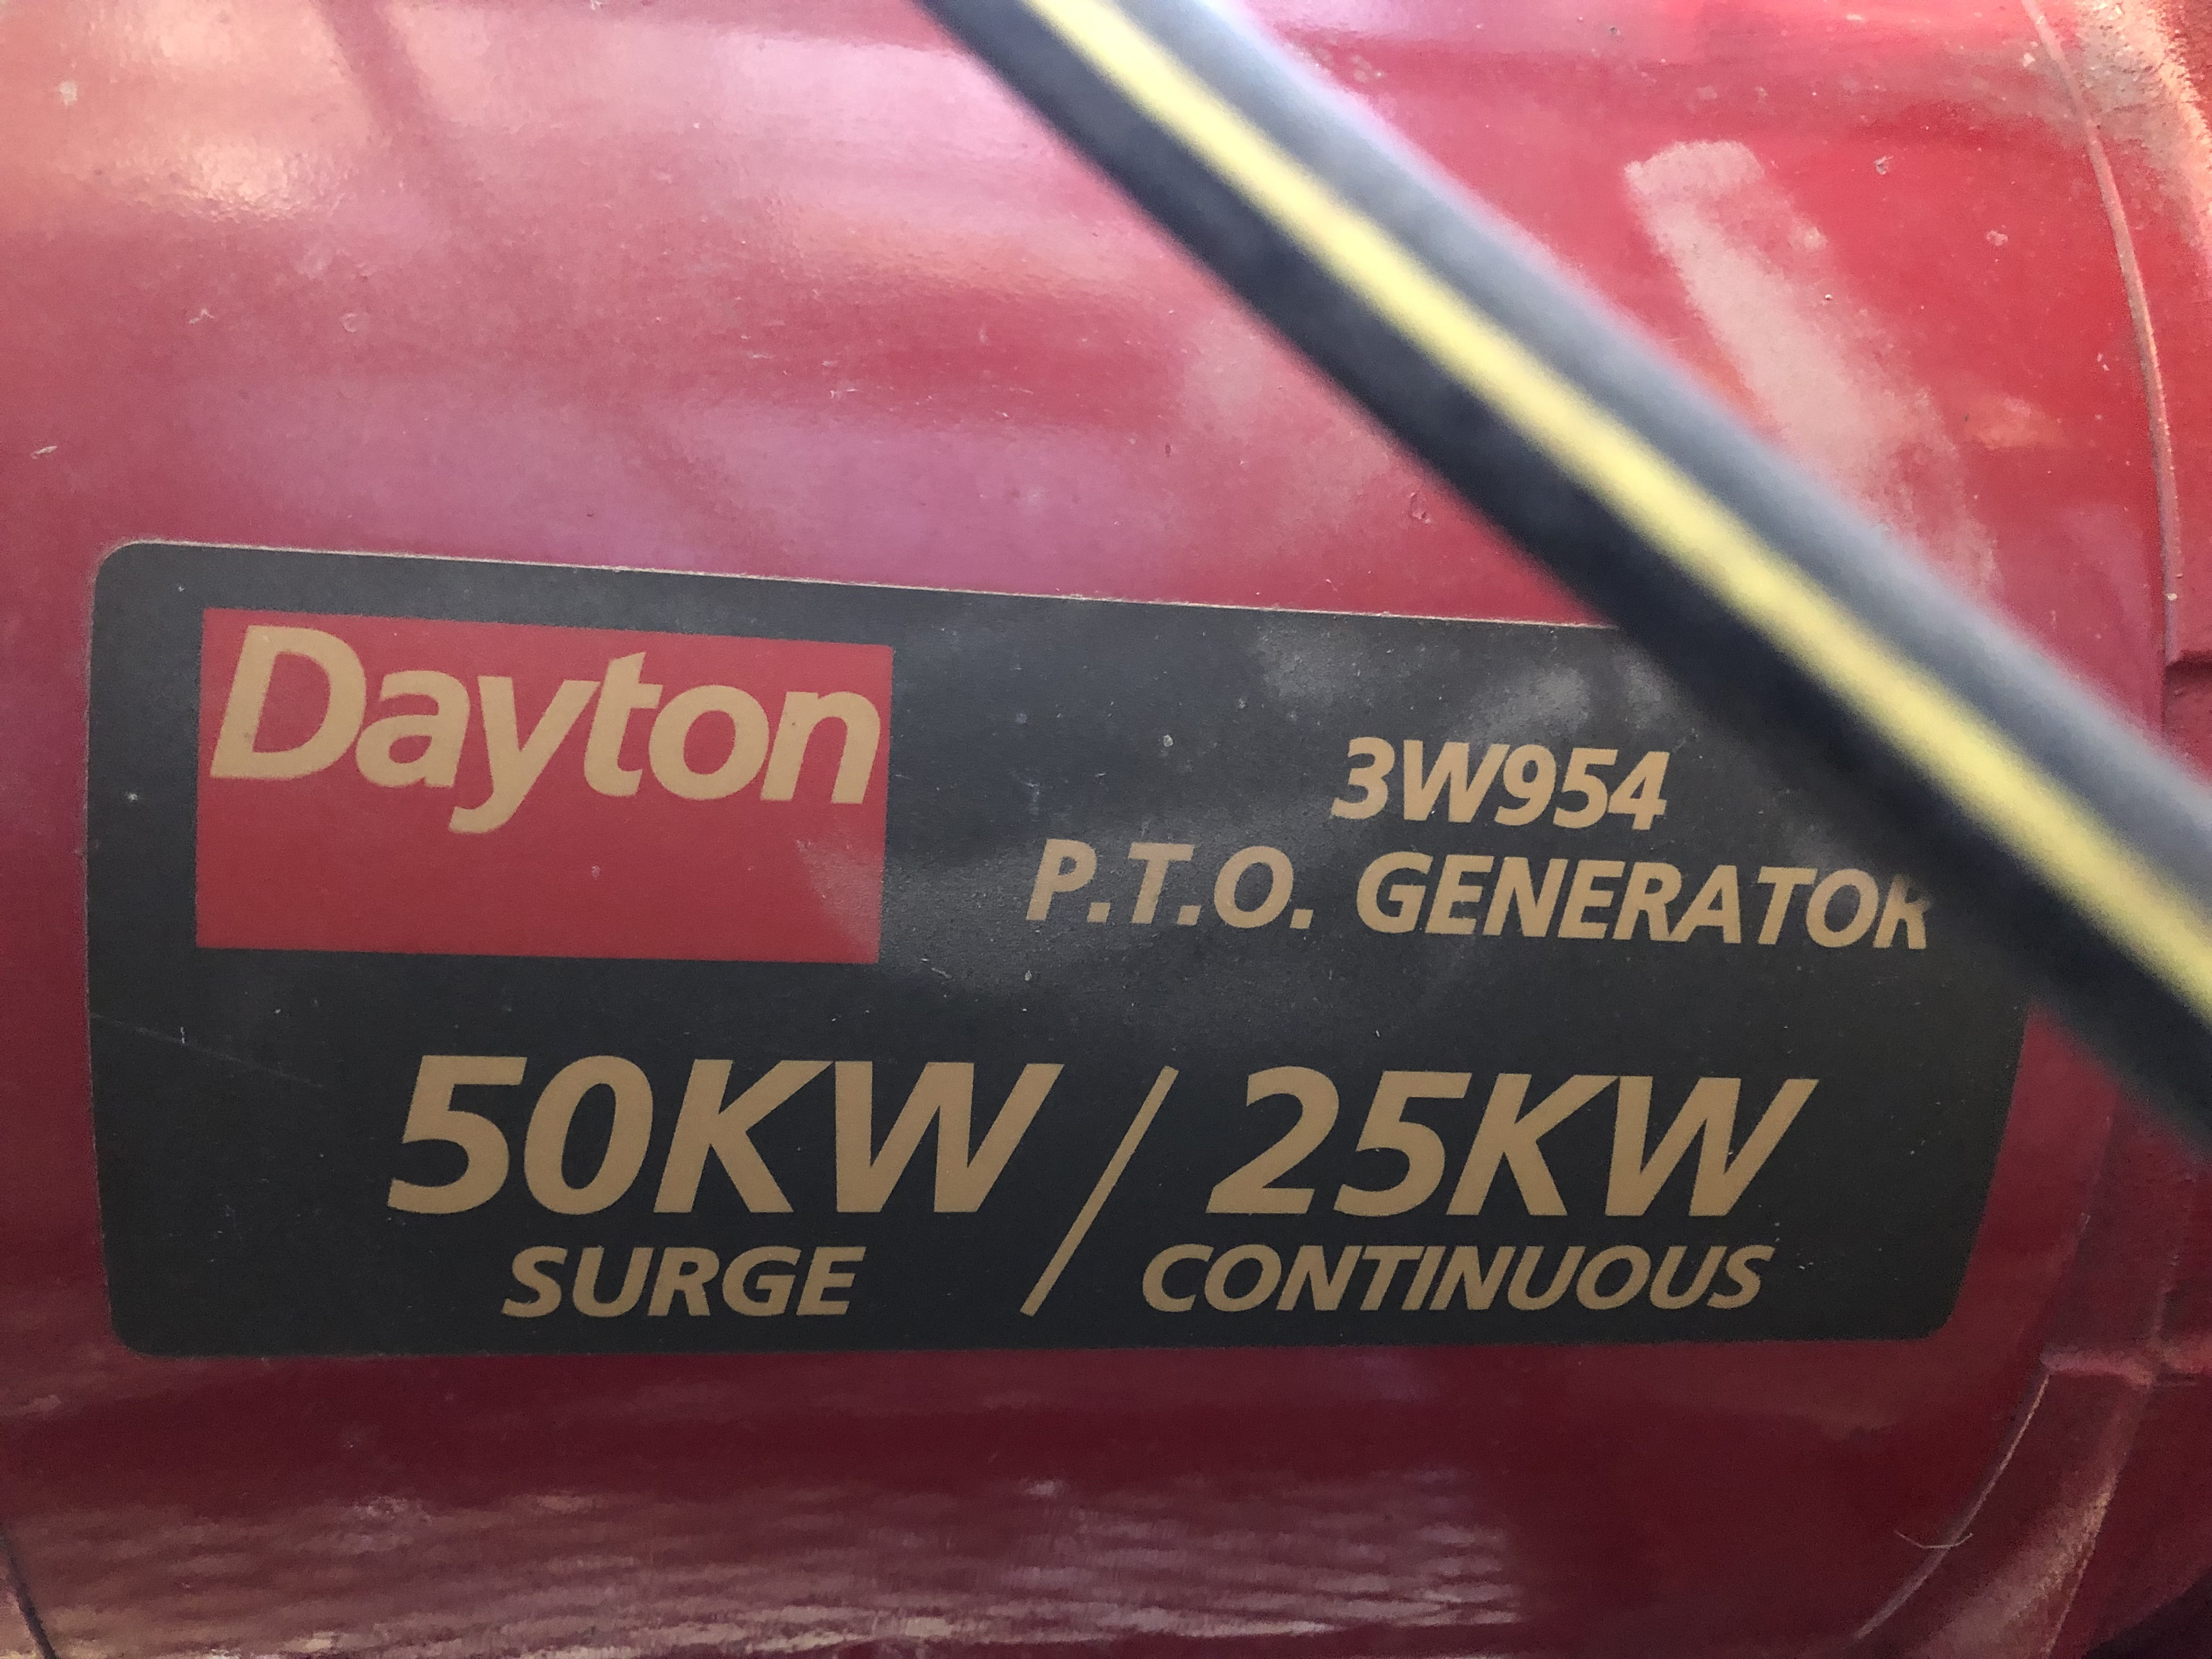 Dayton
3W954
P.T.O. GENERATOR
50KW / 25KW
SURGE CONTINUOUS